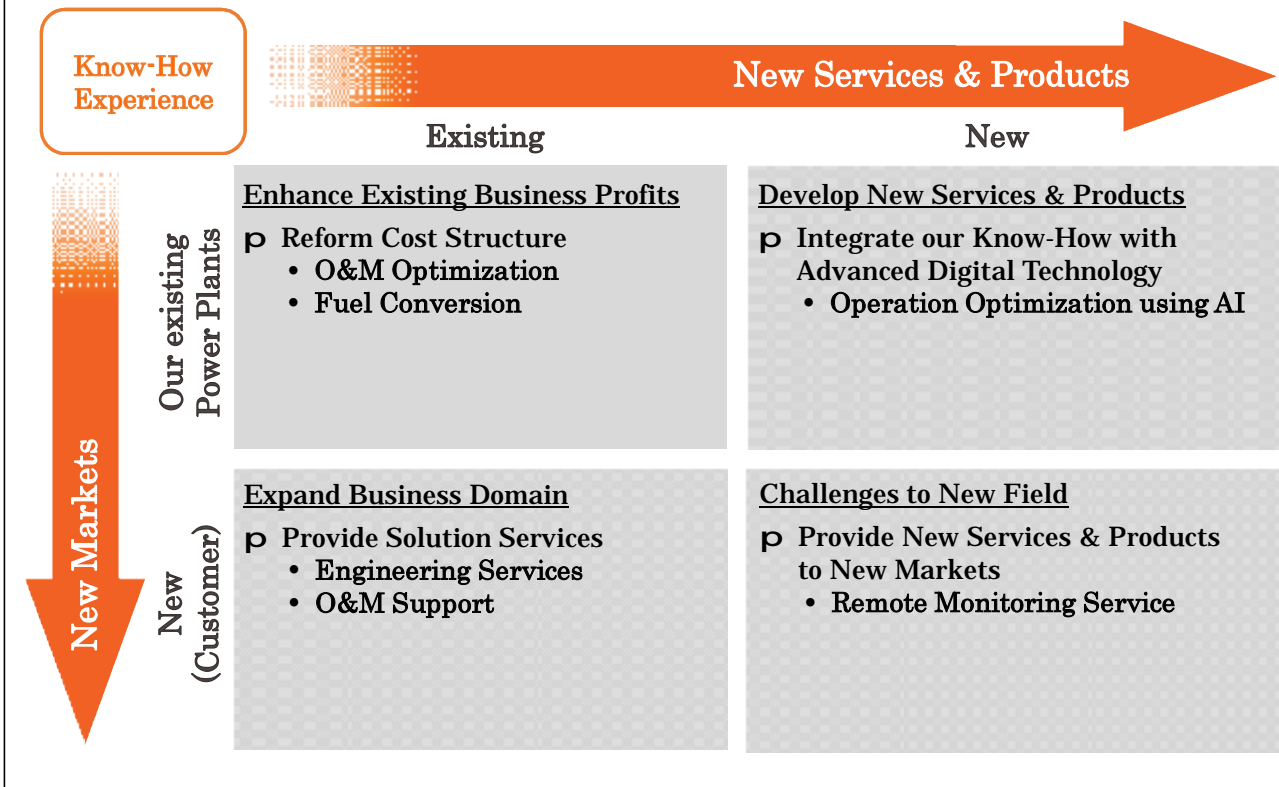 Know-How
Experience
New Services & Products
Existing
New
New Markets
Our existing
Power Plants
Enhance Existing Business Profits
p Reform Cost Structure
• O&M Optimization
• Fuel Conversion
Develop New Services & Products
p Integrate our Know-How with
Advanced Digital Technology
• Operation Optimization using AI
New
(Customer)
Expand Business Domain
p Provide Solution Services
• Engineering Services
• O&M Support
Challenges to New Field
p Provide New Services & Products
to New Markets
• Remote Monitoring Service